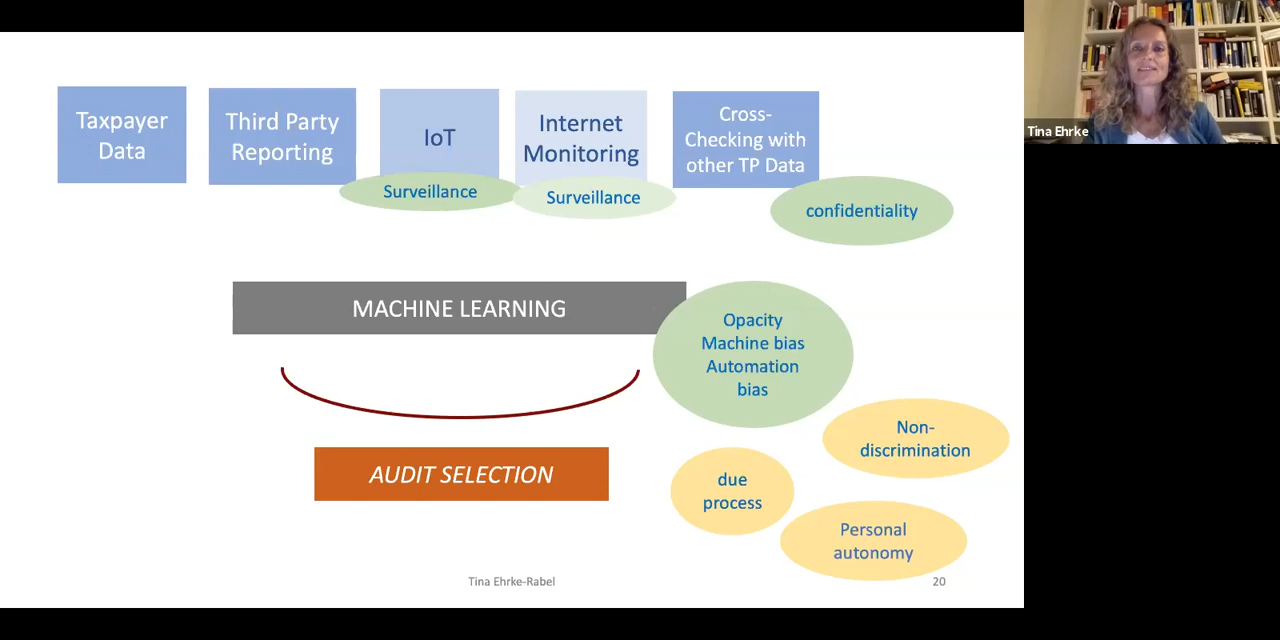 Taxpayer
Data
Third Party
Reporting
IoT
Internet
Monitoring
Cross-
Checking with
other TP Data
Tina Ehrke
Surveillance
Surveillance
confidentiality
MACHINE LEARNING
Opacity
Machine bias
Automation
bias
Non-
discrimination
AUDIT SELECTION
due
process
Personal
autonomy
Tina Ehrke-Rabel
20